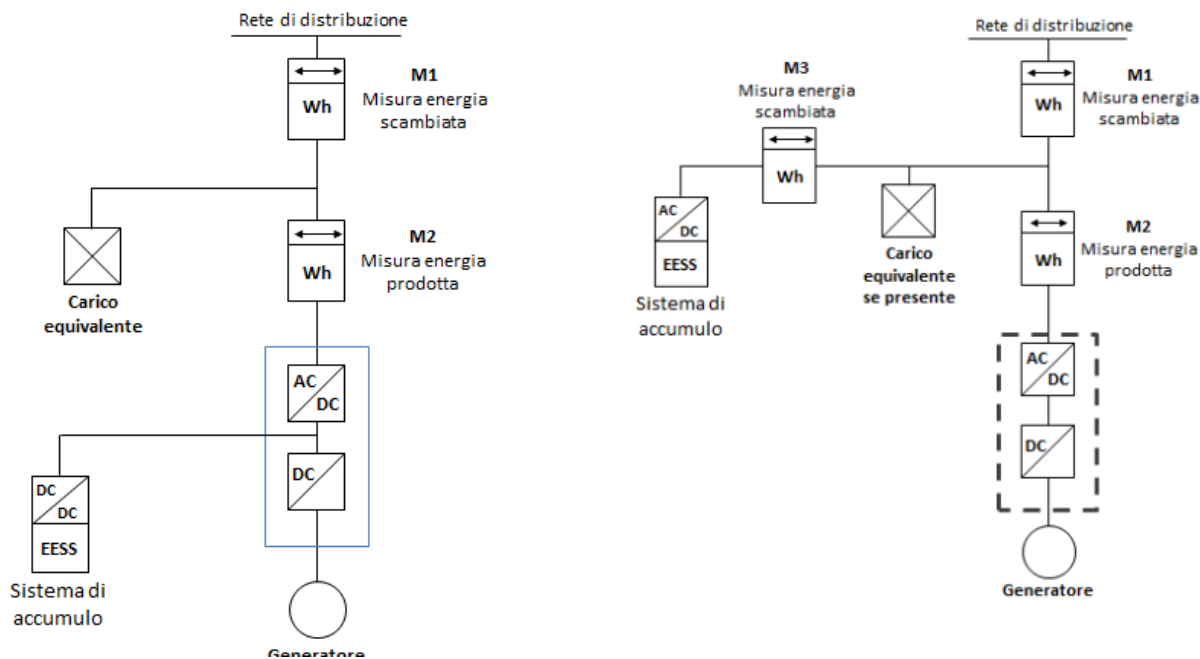 Rete di distribuzione
M1
Misura energia
scambiata
Wh
M2
Misura energia
prodotta
Wh
Carico
equivalente
AC
DC
DC
DC
DC
EESS
Sistema di
accumulo
Generatore
Rete di distribuzione
M3
Misura energia
scambiata
M1
Misura energia
scambiata
Wh
Wh
AC
DC
EESS
Sistema di
accumulo
Carico
equivalente
se presente
M2
Misura energia
prodotta
Wh
AC
DC
DC
Generatore